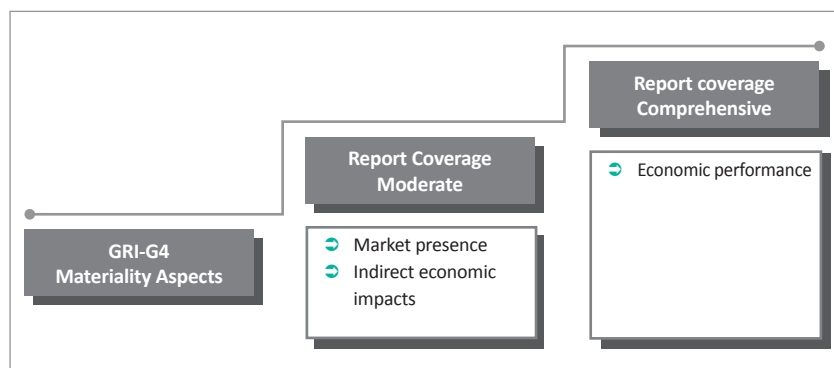 GRI-G4
Materiality Aspects
Report Coverage
Moderate
Market presence
Indirect economic
impacts
Report coverage
Comprehensive
Economic performance